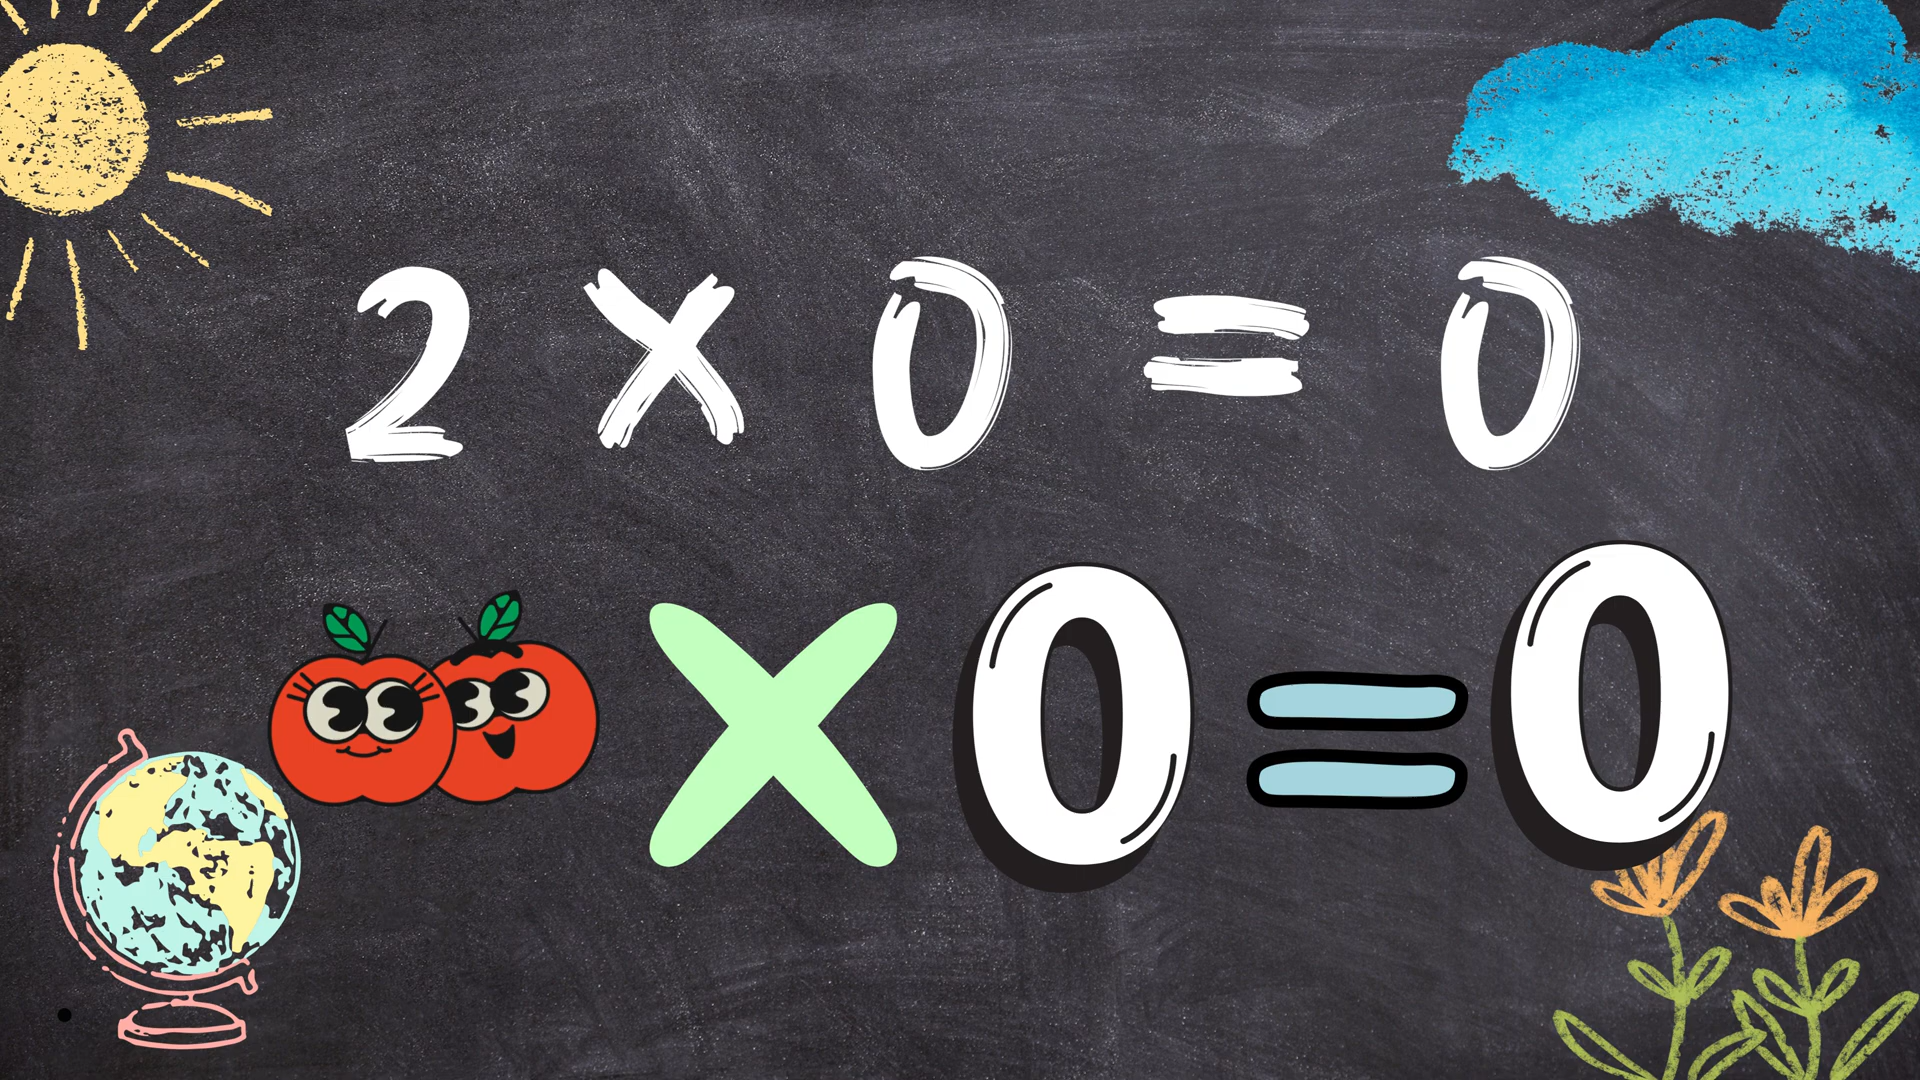 2 × 0 = 0
× 0 = 0